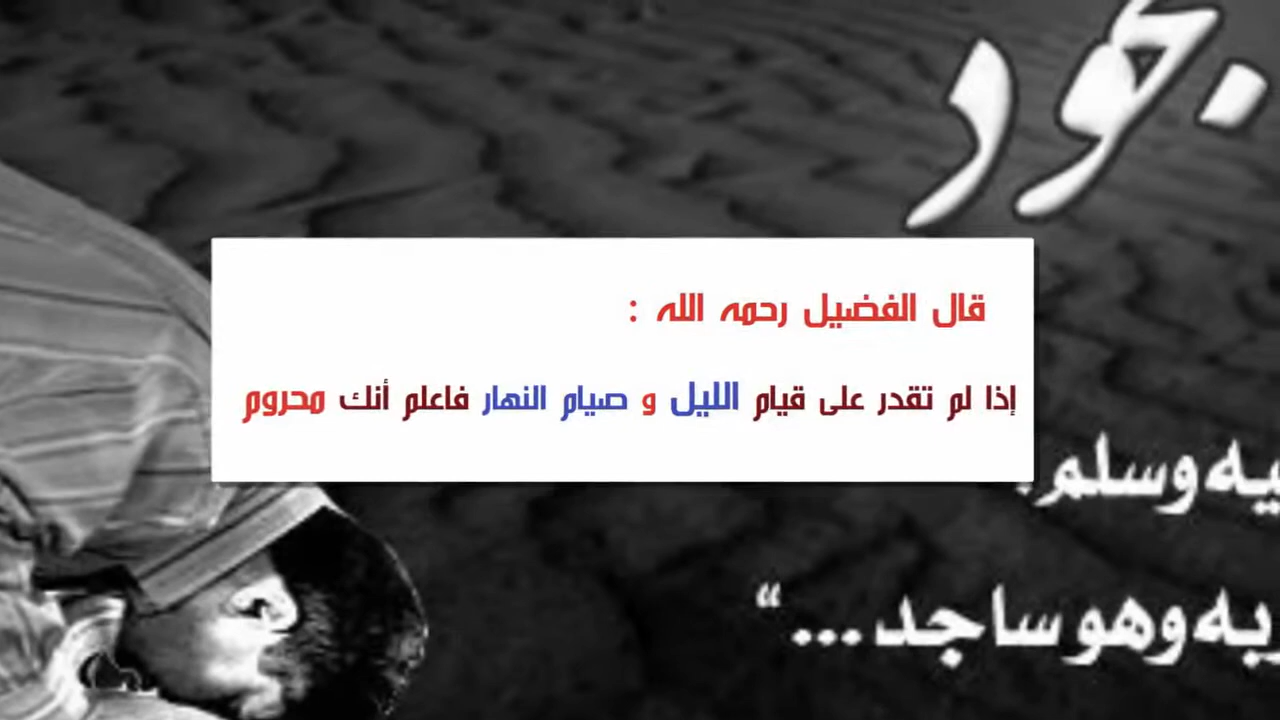 جود
قال الفضيل رحمه الله :
إذا لم تقدر على قيام الليل و صيام النهار فاعلم أنك محروم
يه وسلم:
ربه وهو ساجد..."